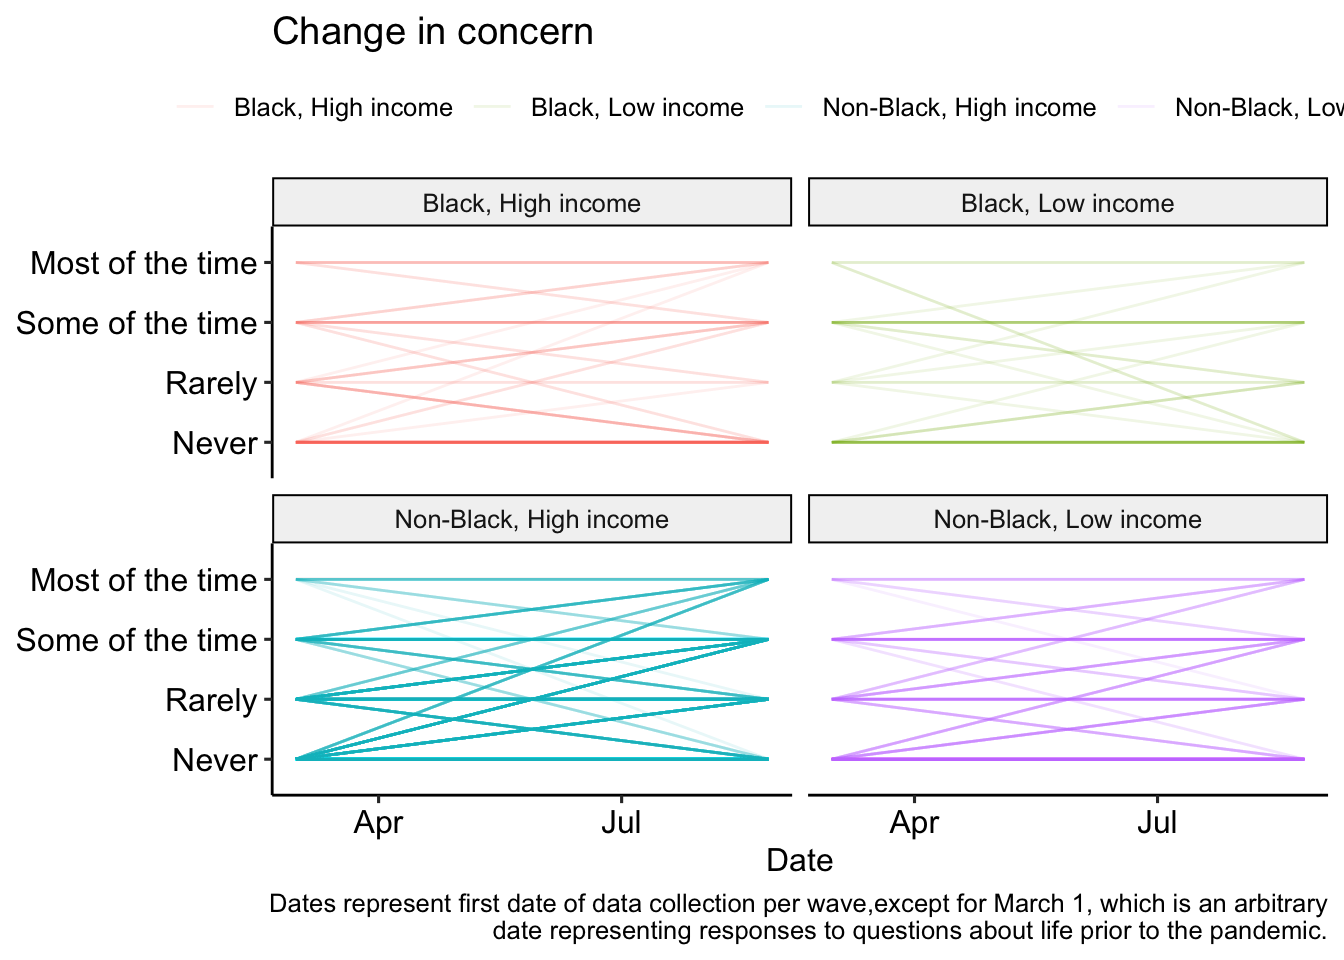 Change in concern
Black, High income Black, Low income Non-Black, High income Non-Black, Low
Black, High income Black, Low income
Most of the time
Some of the time
Rarely
Never
Non-Black, High income Non-Black, Low income
Most of the time
Some of the time
Rarely
Never
Apr Jul Apr Jul
Date
Dates represent first date of data collection per wave,except for March 1, which is an arbitrary
date representing responses to questions about life prior to the pandemic.